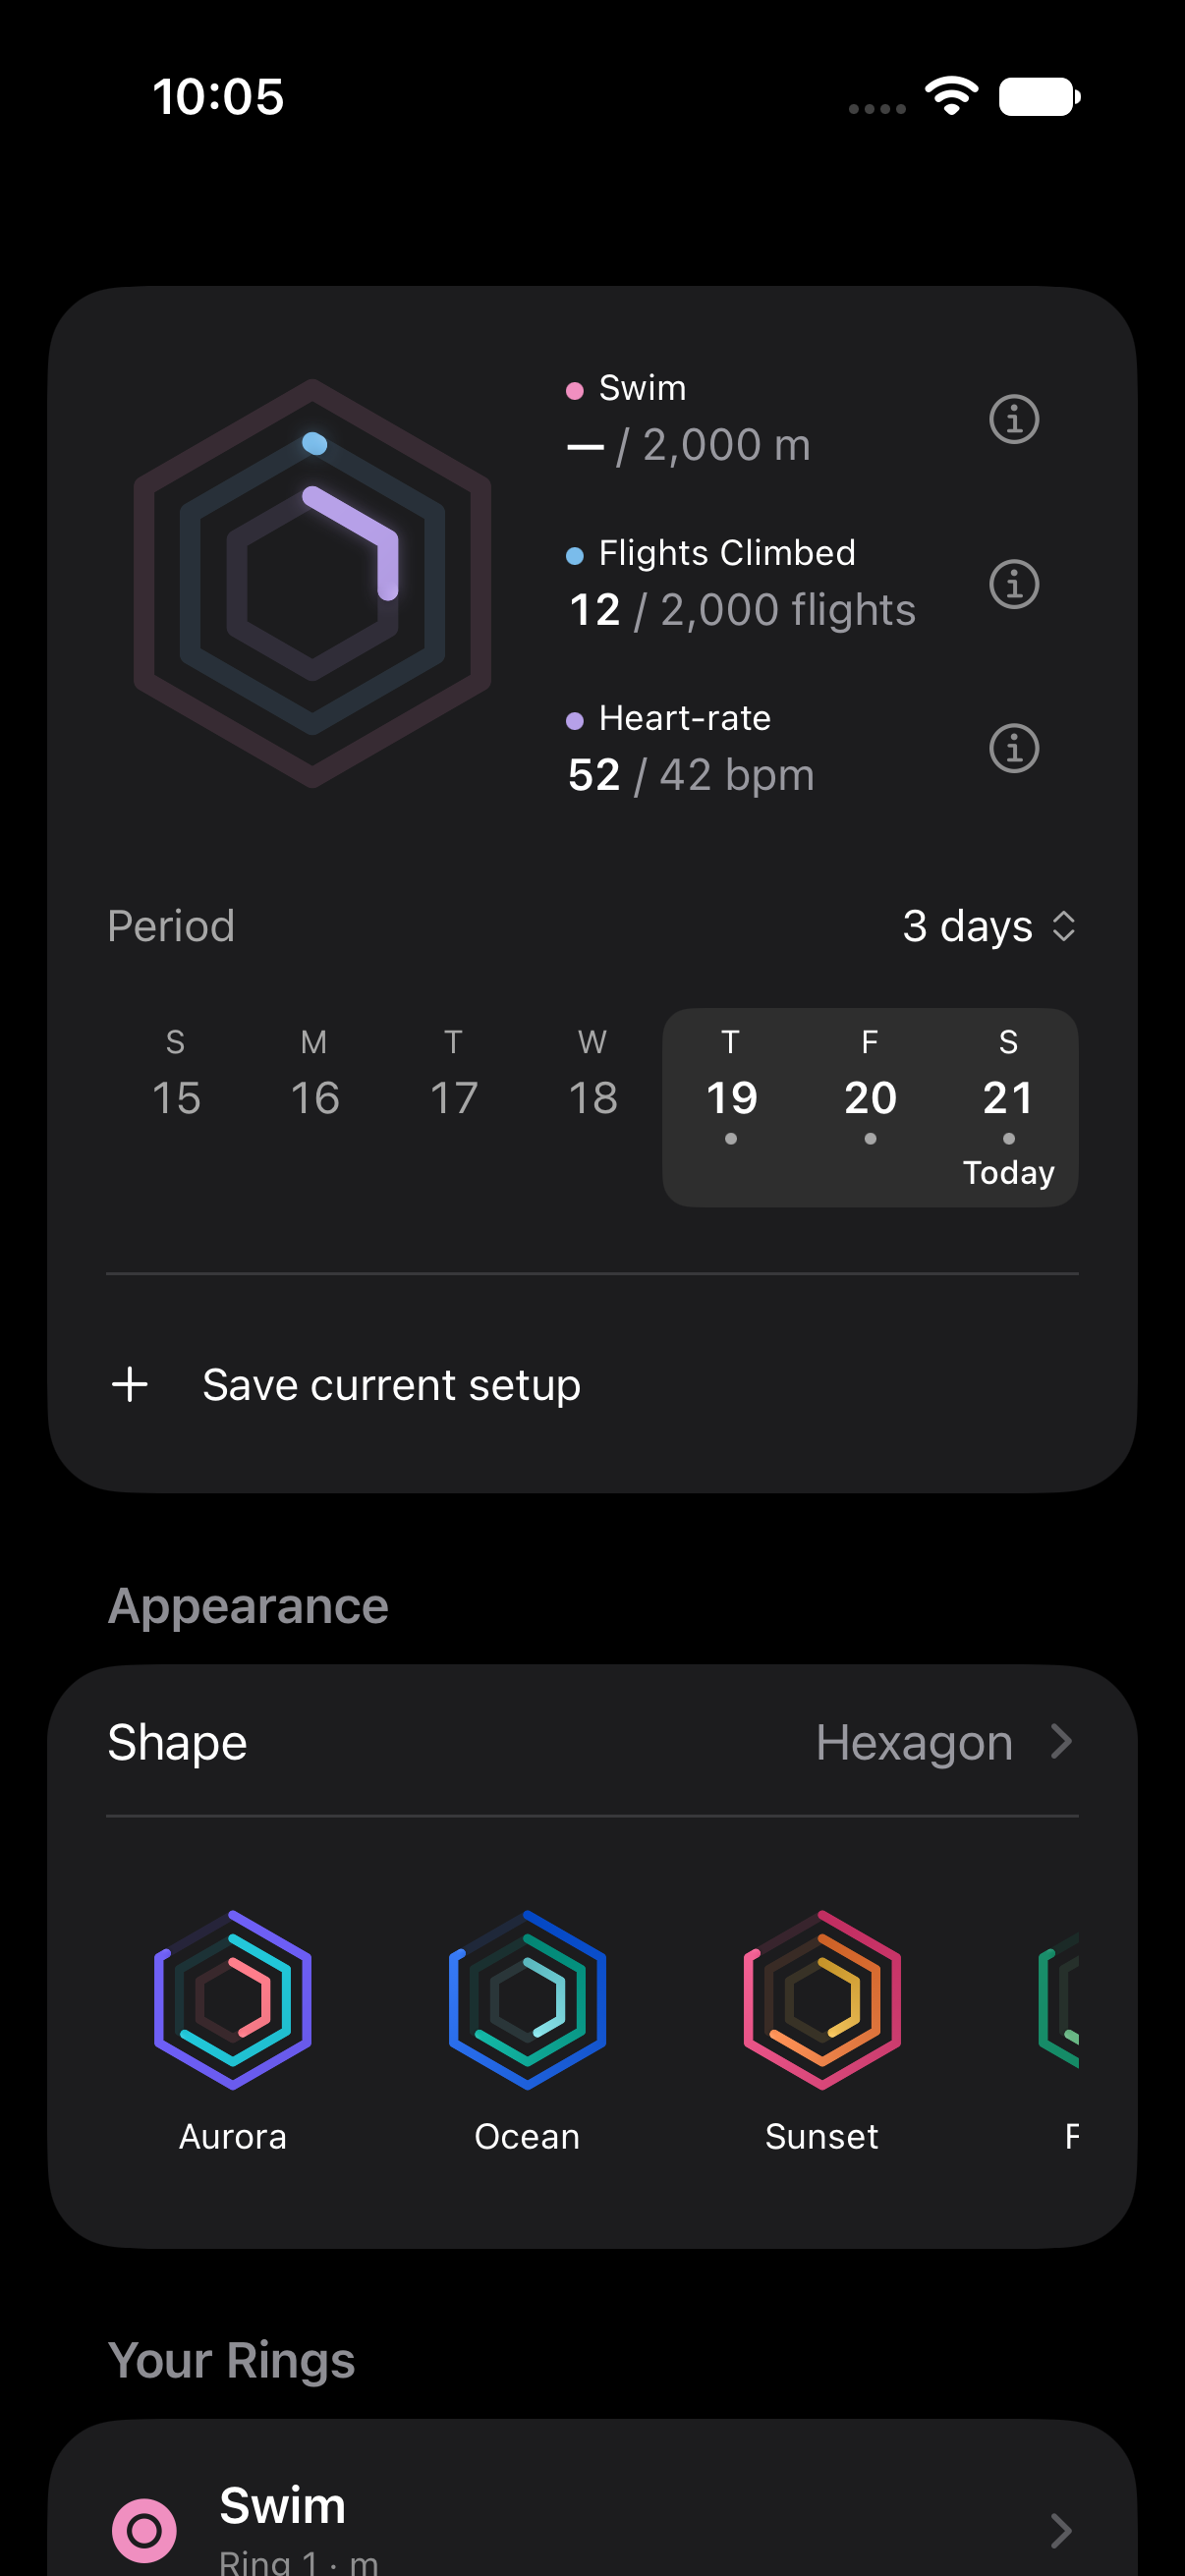 10:05
Swim
— / 2,000 m
Flights Climbed
12 / 2,000 flights
Heart-rate
52 / 42 bpm
Period 3 days
S M T W T F S
15 16 17 18 19 20 21
Today
Save current setup
Appearance
Shape Hexagon
Aurora Ocean Sunset F
Your Rings
Swim
Ring 1 · m